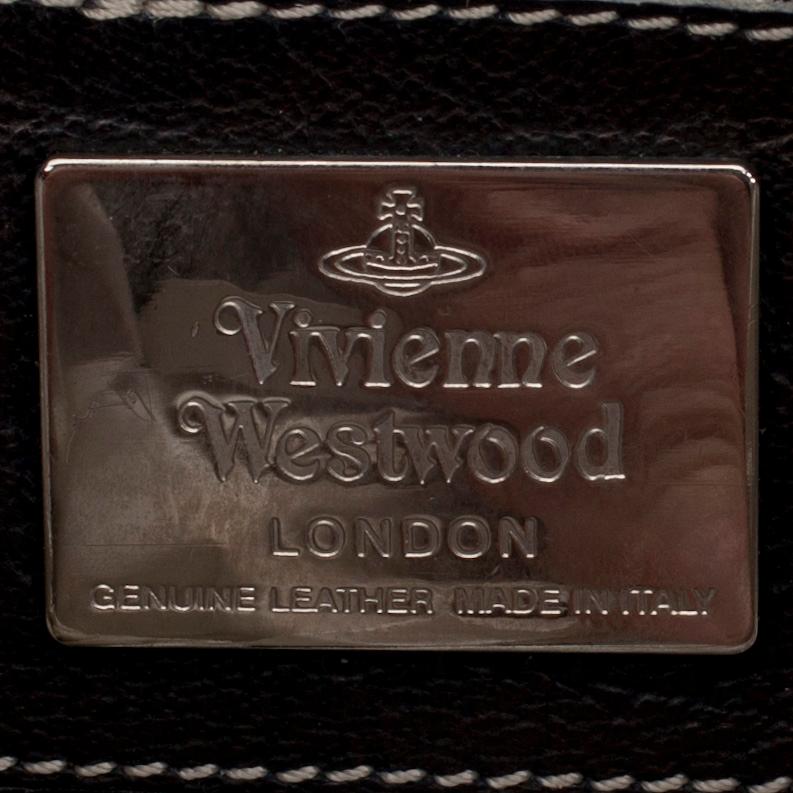 Vivienne
Westwood
LONDON
GENUINE LEATHER MADE IN ITALY